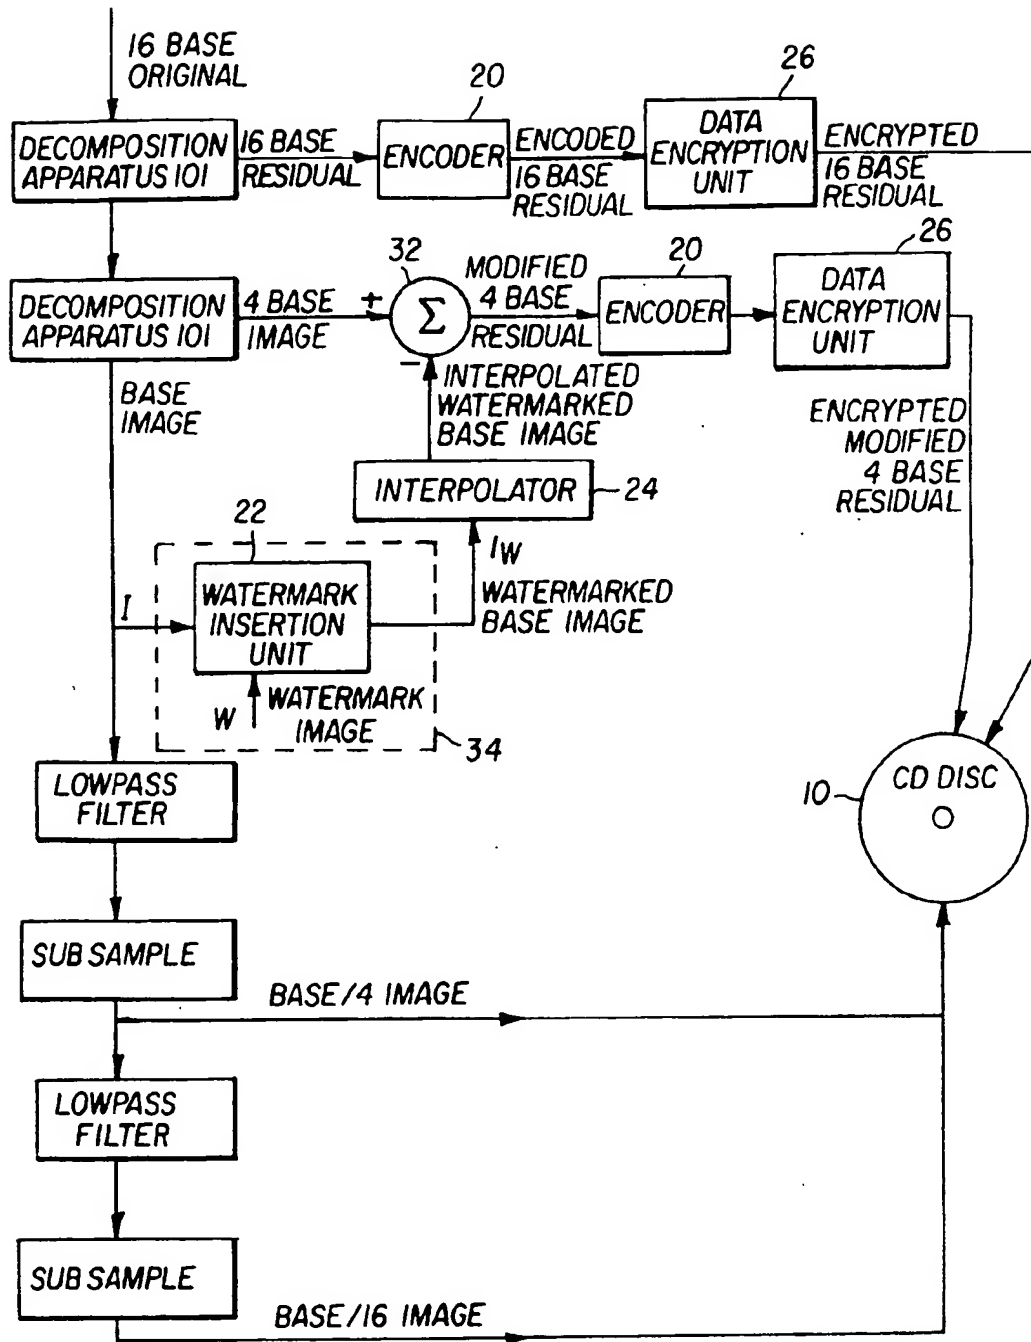 16 BASE
ORIGINAL
20
26
DECOMPOSITION
APPARATUS 101
16 BASE
RESIDUAL
ENCODER
ENCODED
16 BASE
RESIDUAL
DATA
ENCRYPTION
UNIT
ENCRYPTED
16 BASE
RESIDUAL
DECOMPOSITION
APPARATUS 101
4 BASE
IMAGE
+
32
Σ
−
MODIFIED
4 BASE
RESIDUAL
20
ENCODER
26
DATA
ENCRYPTION
UNIT
BASE
IMAGE
INTERPOLATED
WATERMARKED
BASE IMAGE
ENCRYPTED
MODIFIED
4 BASE
RESIDUAL
INTERPOLATOR
24
22
I
WATERMARK
INSERTION
UNIT
IW
WATERMARKED
BASE IMAGE
W
WATERMARK
IMAGE
34
LOWPASS
FILTER
10
CD DISC
SUB SAMPLE
BASE/4 IMAGE
LOWPASS
FILTER
SUB SAMPLE
BASE/16 IMAGE